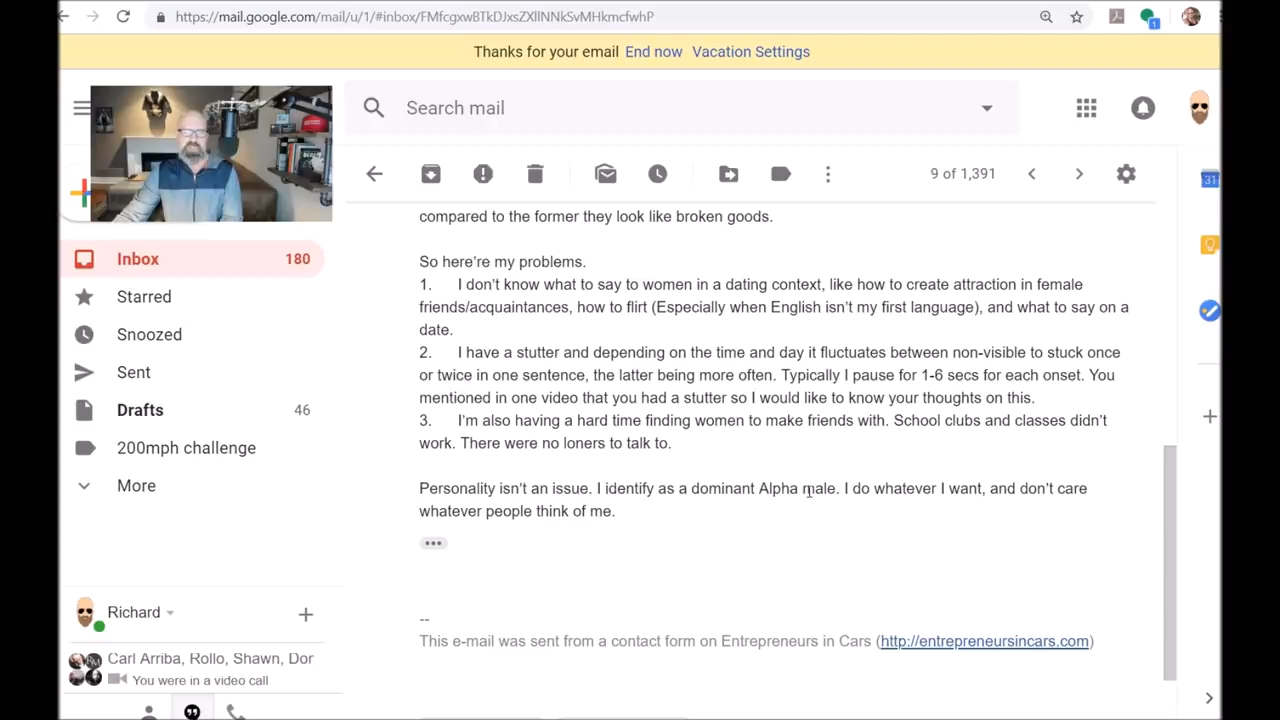 https://mail.google.com/mail/u/1/#inbox/FMfcgxwBTkDJxsZXllNNkSvMHkmcfwhP
1
Thanks for your email End now Vacation Settings
Search mail
9 of 1,391
31
compared to the former they look like broken goods.
So here're my problems.
1. I don't know what to say to women in a dating context, like how to create attraction in female
friends/acquaintances, how to flirt (Especially when English isn't my first language), and what to say on a
date.
2. I have a stutter and depending on the time and day it fluctuates between non-visible to stuck once
or twice in one sentence, the latter being more often. Typically I pause for 1-6 secs for each onset. You
mentioned in one video that you had a stutter so I would like to know your thoughts on this.
3. I'm also having a hard time finding women to make friends with. School clubs and classes didn't
work. There were no loners to talk to.
Personality isn't an issue. I identify as a dominant Alpha male. I do whatever I want, and don't care
whatever people think of me.
--
This e-mail was sent from a contact form on Entrepreneurs in Cars (http://entrepreneursincars.com)
Inbox 180
Starred
Snoozed
Sent
Drafts 46
200mph challenge
More
Richard
Carl Arriba, Rollo, Shawn, Dor
You were in a video call